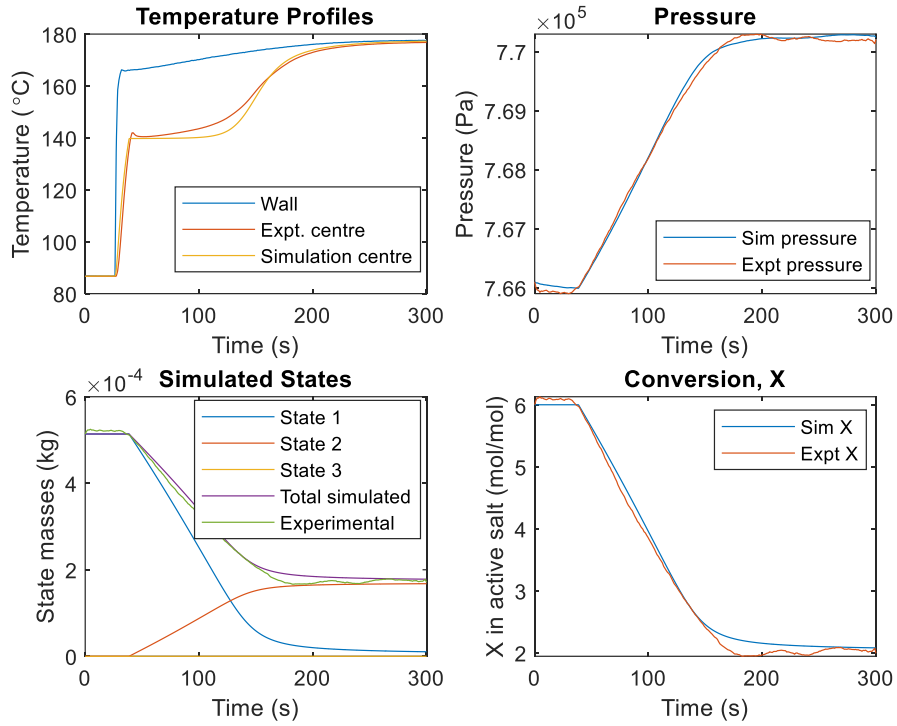 Temperature Profiles
Temperature (°C)
180
160
140
120
100
80
Wall
Expt. centre
Simulation centre
0 100 200 300
Time (s)
Pressure
×10^5
Pressure (Pa)
7.7
7.69
7.68
7.67
7.66
Sim pressure
Expt pressure
0 100 200 300
Time (s)
Simulated States
×10^-4
State masses (kg)
6
4
2
0
State 1
State 2
State 3
Total simulated
Experimental
0 100 200 300
Time (s)
Conversion, X
X in active salt (mol/mol)
6
5
4
3
2
Sim X
Expt X
0 100 200 300
Time (s)